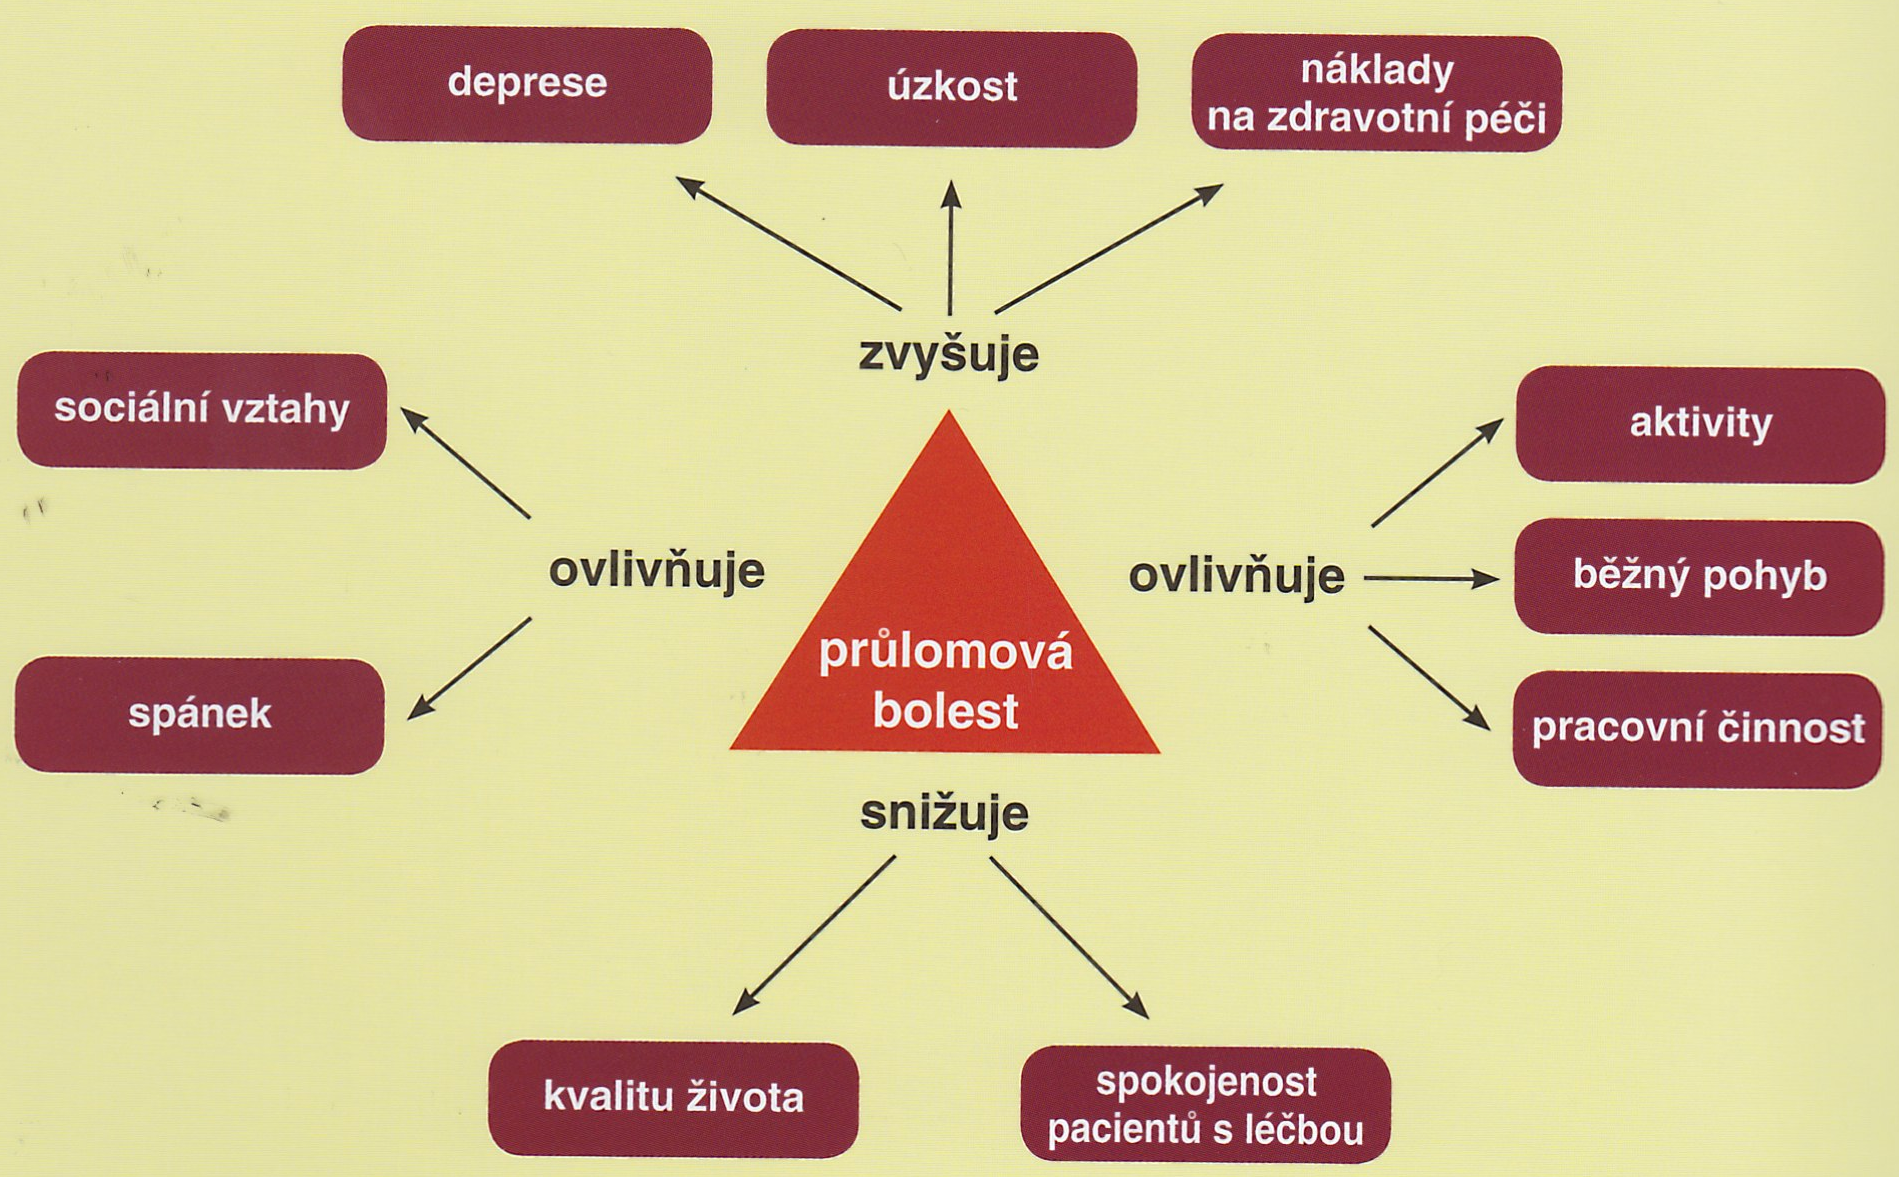 deprese
úzkost
náklady
na zdravotní péči
zvyšuje
sociální vztahy
aktivity
ovlivňuje
ovlivňuje
běžný pohyb
průlomová
bolest
spánek
pracovní činnost
snižuje
kvalitu života
spokojenost
pacientů s léčbou